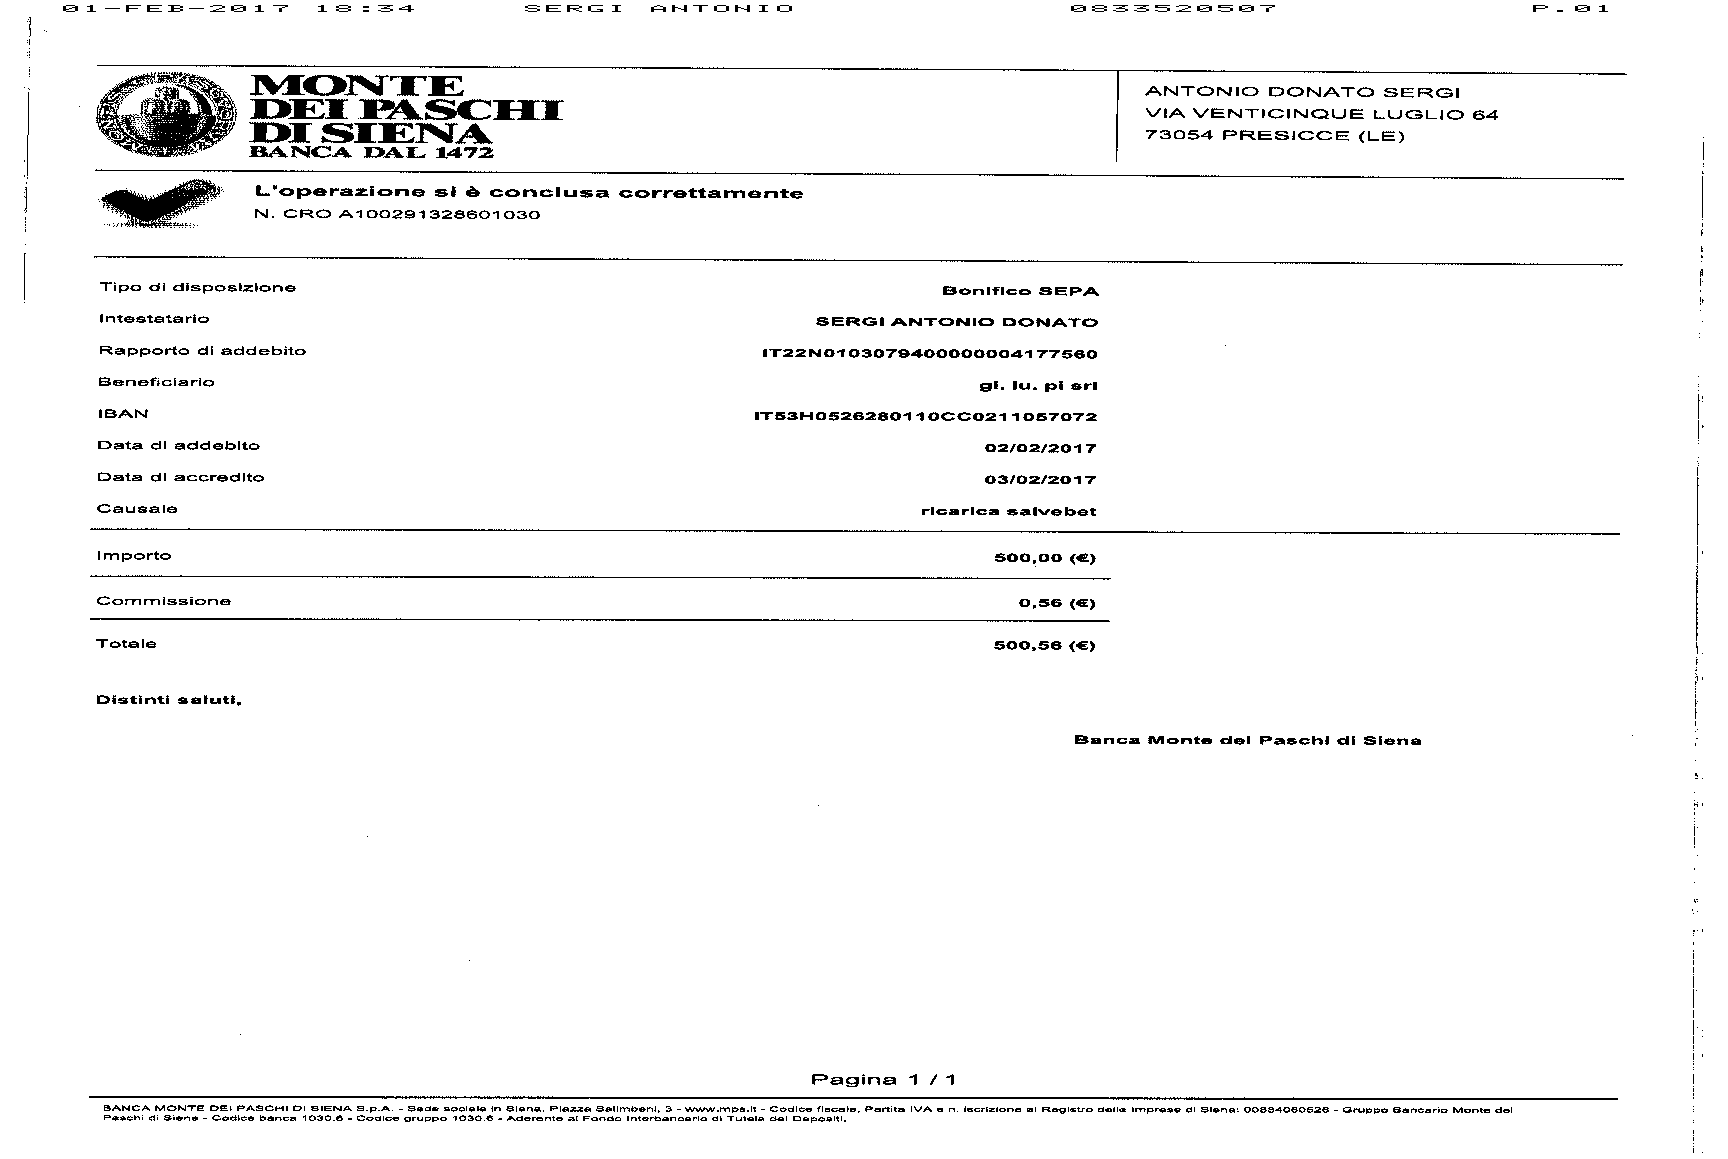 01-FEB-2017 18:34 SERGI ANTONIO 0833520507 P.01
MONTE
DEI PASCHI
DI SIENA
BANCA DAL 1472
ANTONIO DONATO SERGI
VIA VENTICINQUE LUGLIO 64
73054 PRESICCE (LE)
L'operazione si è conclusa correttamente
N. CRO A100291328601030
Tipo di disposizione Bonifico SEPA
Intestatario SERGI ANTONIO DONATO
Rapporto di addebito IT22N0103079400000004177560
Beneficiario gi. lu. pi srl
IBAN IT53H0526280110CC0211057072
Data di addebito 02/02/2017
Data di accredito 03/02/2017
Causale ricarica salvebet
Importo 500,00 (€)
Commissione 0,56 (€)
Totale 500,56 (€)
Distinti saluti,
Banca Monte dei Paschi di Siena
Pagina 1 / 1
BANCA MONTE DEI PASCHI DI SIENA S.p.A. - Sede sociale in Siena, Piazza Salimbeni, 3 - www.mps.it - Codice fiscale, Partita IVA e n. iscrizione al Registro delle Imprese di Siena: 00884060526 - Gruppo Bancario Monte dei
Paschi di Siena - Codice banca 1030.6 - Codice gruppo 1030.6 - Aderente al Fondo Interbancario di Tutela dei Depositi.